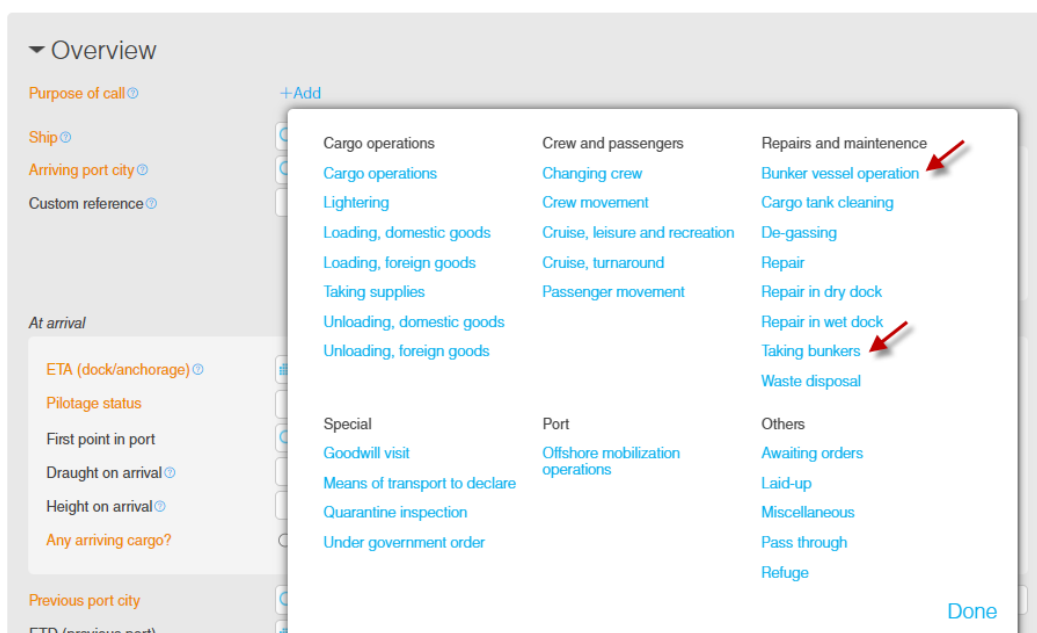 Overview
Purpose of call
+Add
Ship
Arriving port city
Custom reference
At arrival
ETA (dock/anchorage)
Pilotage status
First point in port
Draught on arrival
Height on arrival
Any arriving cargo?
Previous port city
ETD (previous port)
Cargo operations
Cargo operations
Lightering
Loading, domestic goods
Loading, foreign goods
Taking supplies
Unloading, domestic goods
Unloading, foreign goods
Crew and passengers
Changing crew
Crew movement
Cruise, leisure and recreation
Cruise, turnaround
Passenger movement
Repairs and maintenence
Bunker vessel operation
Cargo tank cleaning
De-gassing
Repair
Repair in dry dock
Repair in wet dock
Taking bunkers
Waste disposal
Special
Goodwill visit
Means of transport to declare
Quarantine inspection
Under government order
Port
Offshore mobilization
operations
Others
Awaiting orders
Laid-up
Miscellaneous
Pass through
Refuge
Done